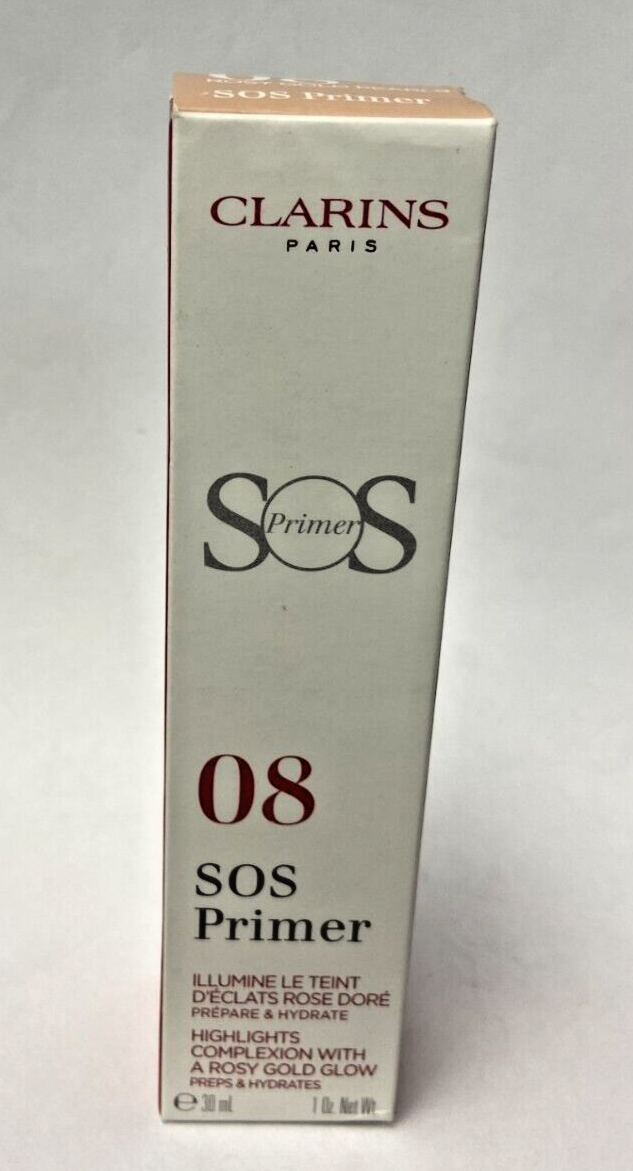 SOS Primer
CLARINS
PARIS
SOS
Primer
08
SOS
Primer
ILLUMINE LE TEINT
D'ÉCLATS ROSE DORÉ
PRÉPARE & HYDRATE
HIGHLIGHTS
COMPLEXION WITH
A ROSY GOLD GLOW
PREPS & HYDRATES
℮ 30 mL 1 Oz. Net Wt.